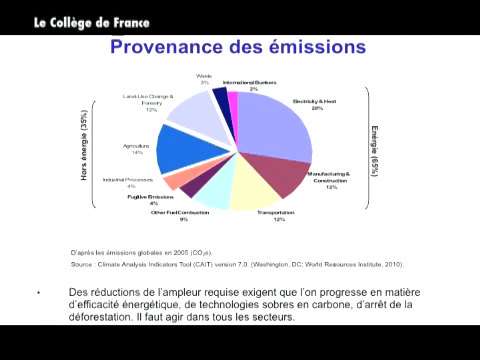 Le Collège de France
Provenance des émissions
Waste
3%
International Bunkers
2%
Land-Use Change &
Forestry
12%
Electricity & Heat
28%
Agriculture
14%
Manufacturing &
Construction
12%
Industrial Processes
4%
Fugitive Emissions
4%
Other Fuel Combustion
9%
Transportation
12%
Hors énergie (35%)
Energie (65%)
D'après les émissions globales en 2005 (CO₂e).
Source : Climate Analysis Indicators Tool (CAIT) version 7.0. (Washington, DC: World Resources Institute, 2010).
• Des réductions de l'ampleur requise exigent que l'on progresse en matière
d'efficacité énergétique, de technologies sobres en carbone, d'arrêt de la
déforestation. Il faut agir dans tous les secteurs.